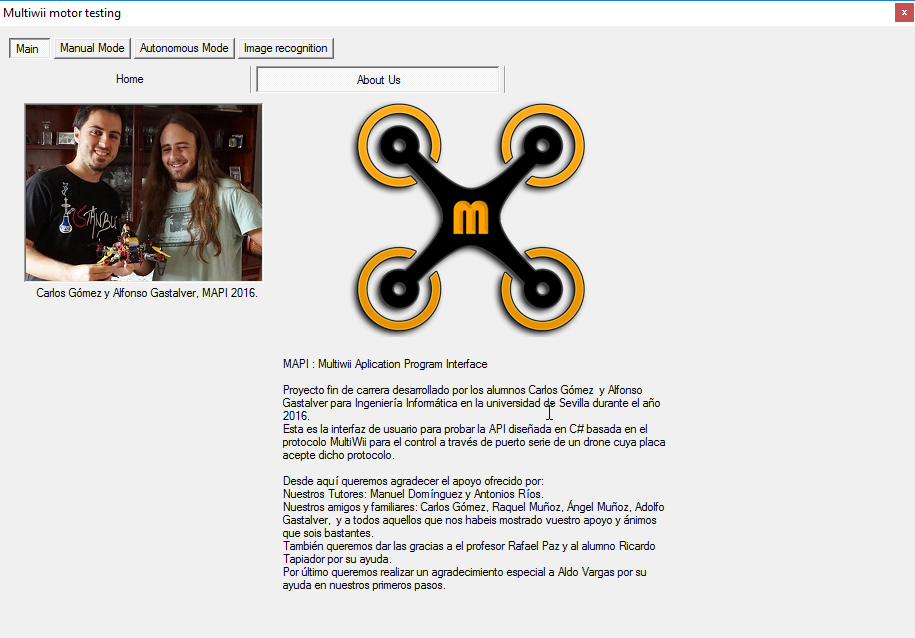 Multiwii motor testing
x
Main
Manual Mode
Autonomous Mode
Image recognition
Home
About Us
m
Carlos Gómez y Alfonso Gastalver, MAPI 2016.
MAPI : Multiwii Aplication Program Interface
Proyecto fin de carrera desarrollado por los alumnos Carlos Gómez y Alfonso
Gastalver para Ingeniería Informática en la universidad de Sevilla durante el año
2016.
Esta es la interfaz de usuario para probar la API diseñada en C# basada en el
protocolo MultiWii para el control a través de puerto serie de un drone cuya placa
acepte dicho protocolo.
Desde aquí queremos agradecer el apoyo ofrecido por:
Nuestros Tutores: Manuel Domínguez y Antonios Ríos.
Nuestros amigos y familiares: Carlos Gómez, Raquel Muñoz, Ángel Muñoz, Adolfo
Gastalver, y a todos aquellos que nos habeis mostrado vuestro apoyo y ánimos
que sois bastantes.
También queremos dar las gracias a el profesor Rafael Paz y al alumno Ricardo
Tapiador por su ayuda.
Por último queremos realizar un agradecimiento especial a Aldo Vargas por su
ayuda en nuestros primeros pasos.